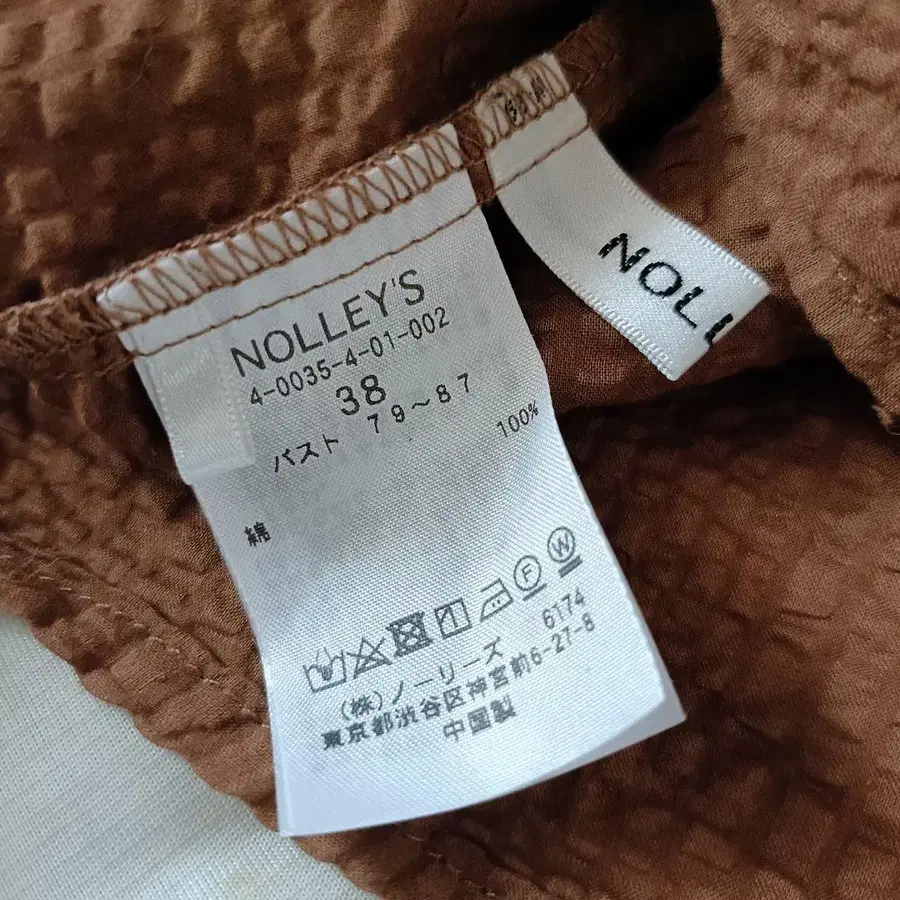 NOLLEY'S
4-0035-4-01-002
38
バスト 79～87
綿 100%
F W
6174
(株)ノーリーズ
東京都渋谷区神宮前6-27-8
中国製
NOLL